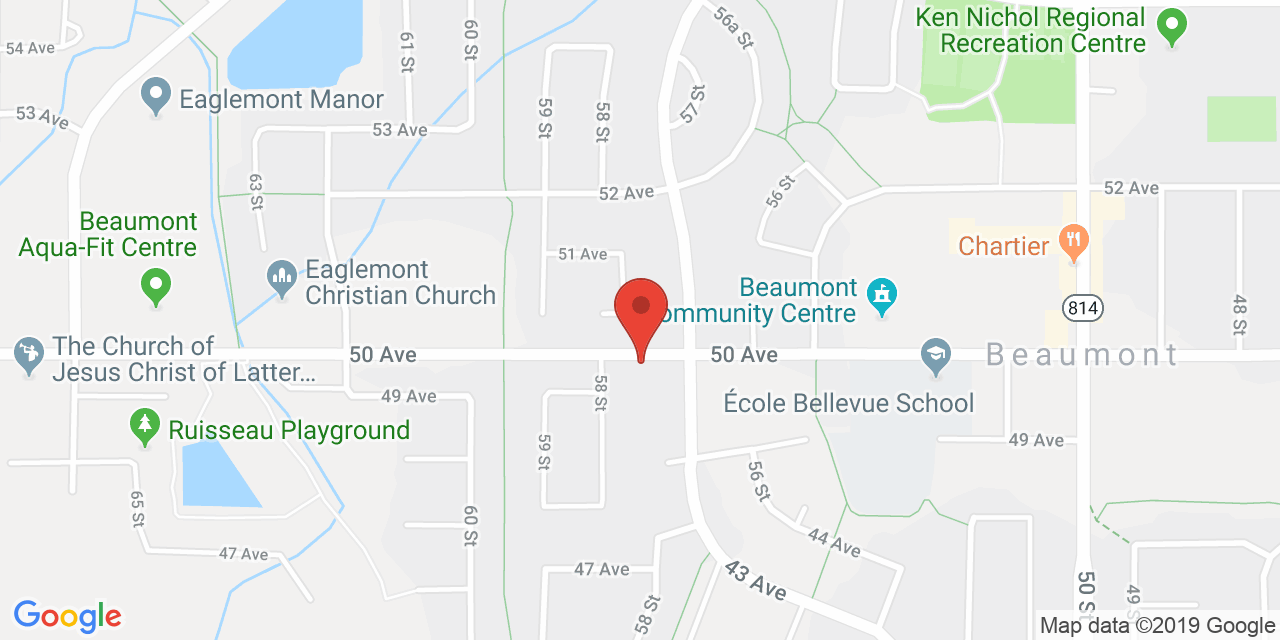 56a St
Ken Nichol Regional
Recreation Centre
54 Ave
61 St
60 St
53 Ave
Eaglemont Manor
53 Ave
59 St
58 St
57 St
63 St
52 Ave
56 St
52 Ave
Beaumont
Aqua-Fit Centre
51 Ave
Chartier
Eaglemont
Christian Church
Beaumont
ommunity Centre
814
48 St
The Church of
Jesus Christ of Latter...
50 Ave
50 Ave
Beaumont
49 Ave
58 St
École Bellevue School
Ruisseau Playground
59 St
49 Ave
56 St
65 St
60 St
44 Ave
47 Ave
47 Ave
43 Ave
50 St
49 S
58 St
Google
Map data ©2019 Google